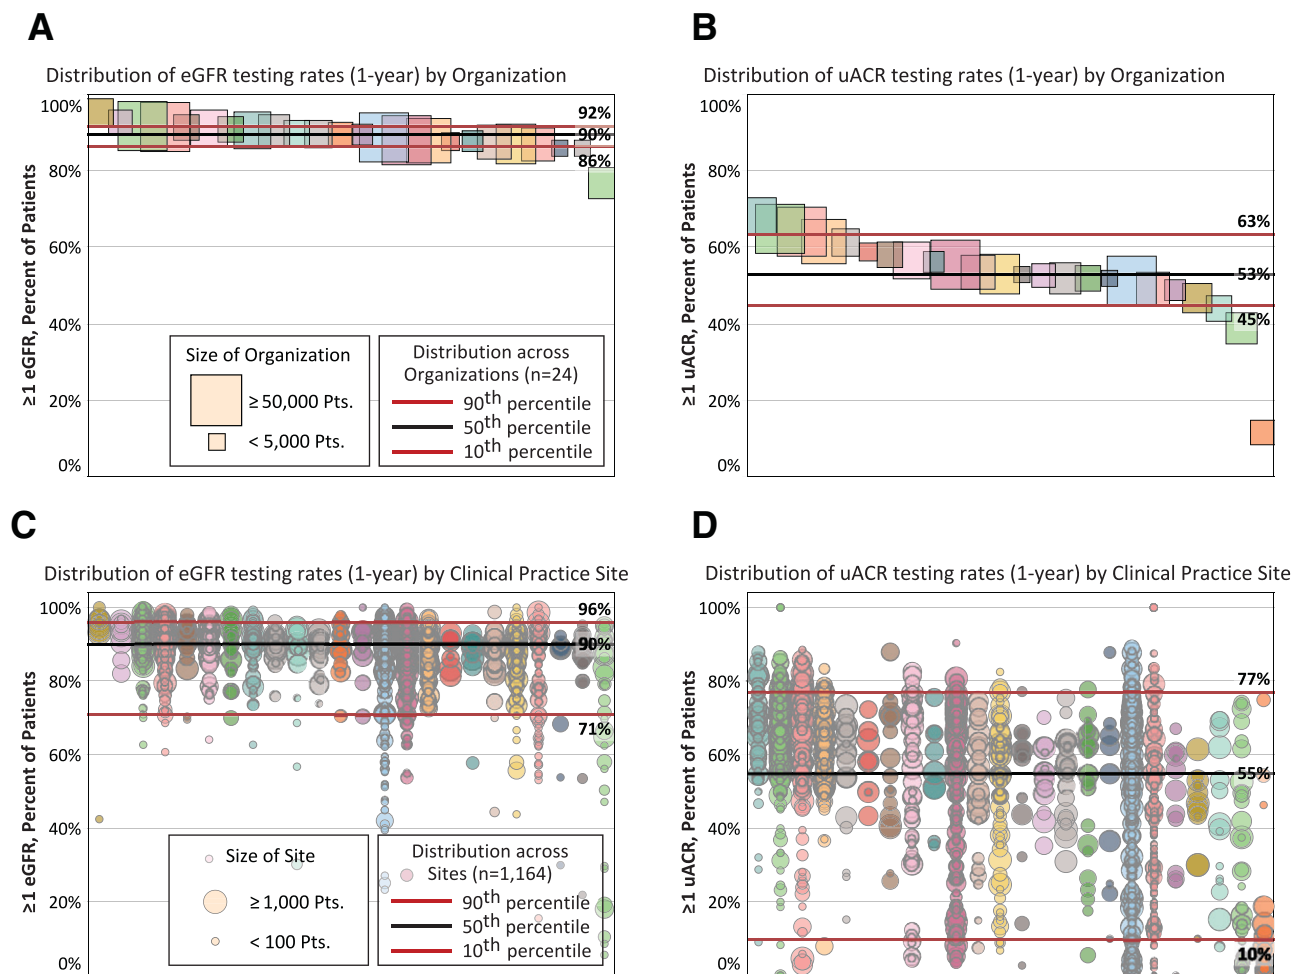 A
Distribution of eGFR testing rates (1-year) by Organization
≥1 eGFR, Percent of Patients
100%
80%
60%
40%
20%
0%
92%
90%
86%
Size of Organization
≥ 50,000 Pts.
< 5,000 Pts.
Distribution across
Organizations (n=24)
90th percentile
50th percentile
10th percentile
B
Distribution of uACR testing rates (1-year) by Organization
≥1 uACR, Percent of Patients
100%
80%
60%
40%
20%
0%
63%
53%
45%
C
Distribution of eGFR testing rates (1-year) by Clinical Practice Site
≥1 eGFR, Percent of Patients
100%
80%
60%
40%
20%
0%
96%
90%
71%
Size of Site
≥ 1,000 Pts.
< 100 Pts.
Distribution across
Sites (n=1,164)
90th percentile
50th percentile
10th percentile
D
Distribution of uACR testing rates (1-year) by Clinical Practice Site
≥1 uACR, Percent of Patients
100%
80%
60%
40%
20%
0%
77%
55%
10%